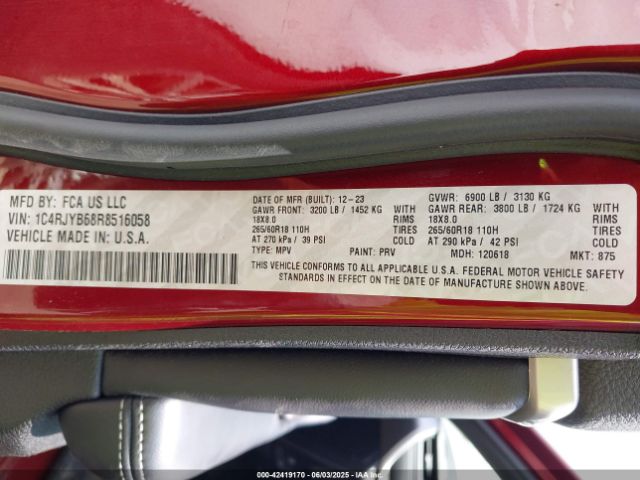 MFD BY: FCA US LLC
VIN: 1C4RJYB68R8516058
VEHICLE MADE IN: U.S.A.
DATE OF MFR (BUILT): 12-23
GAWR FRONT: 3200 LB / 1452 KG WITH
18X8.0 RIMS
265/60R18 110H TIRES
AT 270 kPa / 39 PSI COLD
TYPE: MPV PAINT: PRV
GVWR: 6900 LB / 3130 KG
GAWR REAR: 3800 LB / 1724 KG WITH
18X8.0 RIMS
265/60R18 110H TIRES
AT 290 kPa / 42 PSI COLD
MDH: 120618 MKT: 875
THIS VEHICLE CONFORMS TO ALL APPLICABLE U.S.A. FEDERAL MOTOR VEHICLE SAFETY
STANDARDS IN EFFECT ON THE DATE OF MANUFACTURE SHOWN ABOVE.
000-42419170 - 06/03/2025 - IAAI.COM